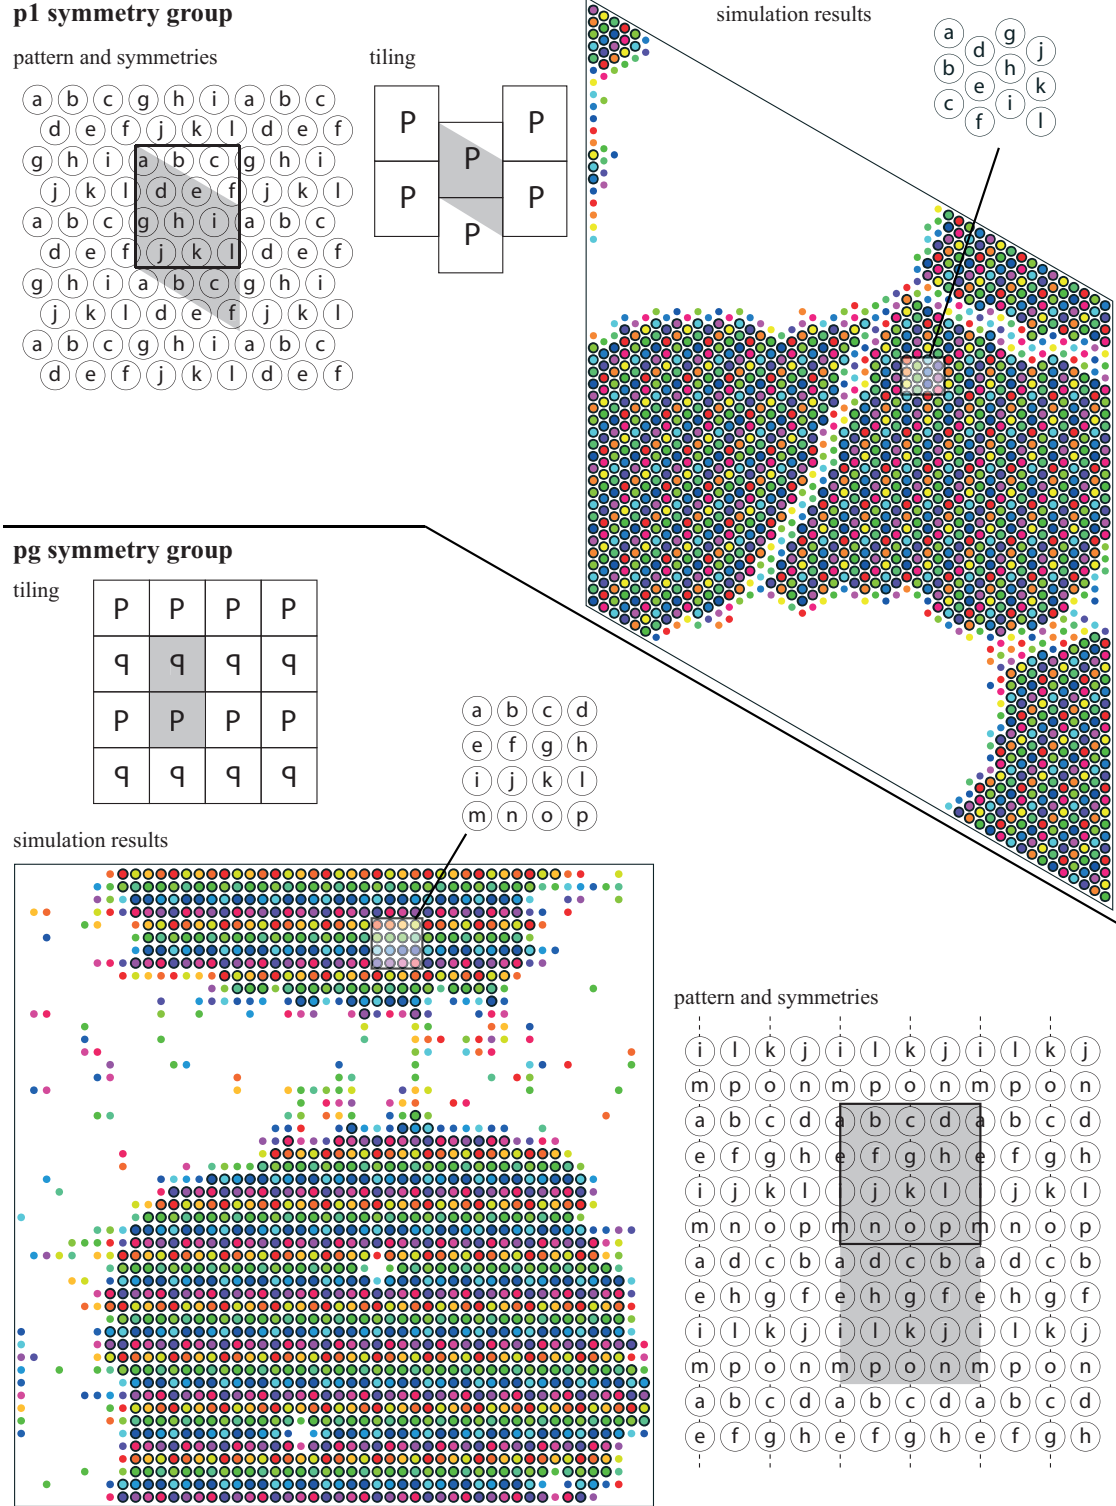 p1 symmetry group
pattern and symmetries
a b c g h i a b c
d e f j k l d e f
g h i a b c g h i
j k l d e f j k l
a b c g h i a b c
d e f j k l d e f
g h i a b c g h i
j k l d e f j k l
a b c g h i a b c
d e f j k l d e f
tiling
P P
P
P P
P
simulation results
a g
d j
b h
e k
c i
f l
pg symmetry group
tiling
P P P P
ꟼ ꟼ ꟼ ꟼ
P P P P
ꟼ ꟼ ꟼ ꟼ
simulation results
a b c d
e f g h
i j k l
m n o p
pattern and symmetries
i l k j i l k j i l k j
m p o n m p o n m p o n
a b c d a b c d a b c d
e f g h e f g h e f g h
i j k l j k l j k l
m n o p m n o p m n o p
a d c b a d c b a d c b
e h g f e h g f e h g f
i l k j i l k j i l k j
m p o n m p o n m p o n
a b c d a b c d a b c d
e f g h e f g h e f g h